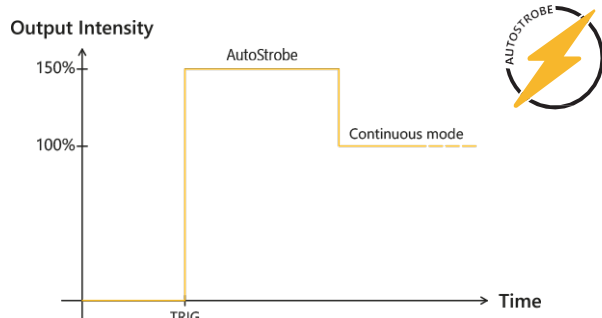 Output Intensity
AUTOSTROBE
150%
AutoStrobe
100%
Continuous mode
Time
TRIG